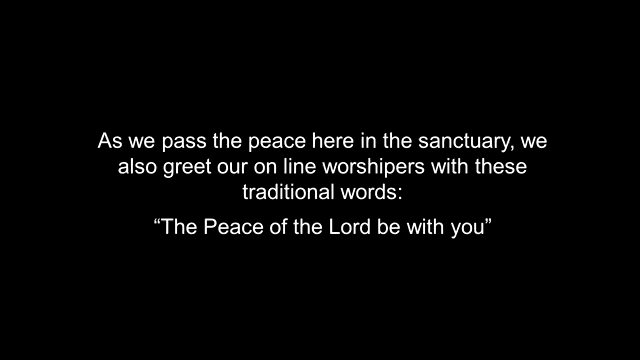 As we pass the peace here in the sanctuary, we
also greet our on line worshipers with these
traditional words:
“The Peace of the Lord be with you”